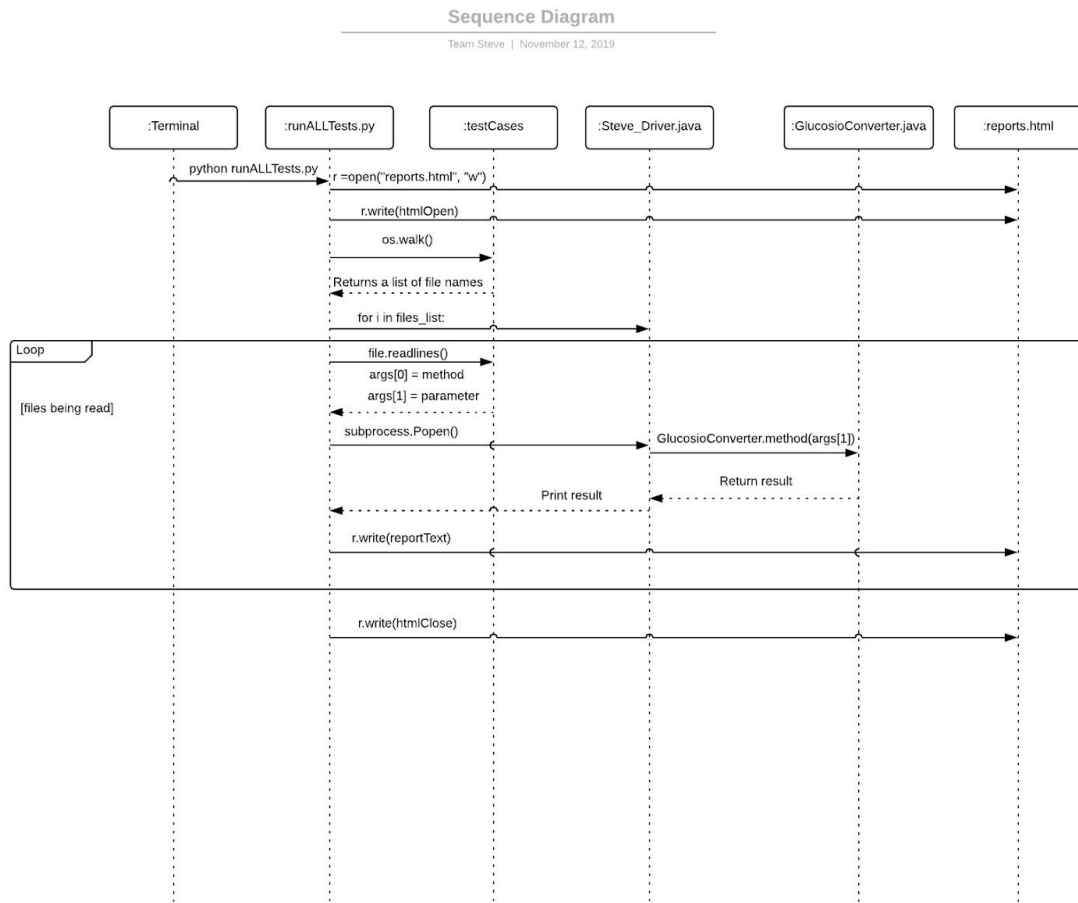 Sequence Diagram
Team Steve | November 12, 2019
:Terminal
:runALLTests.py
:testCases
:Steve_Driver.java
:GlucosioConverter.java
:reports.html
python runALLTests.py
r =open("reports.html", "w")
r.write(htmlOpen)
os.walk()
Returns a list of file names
for i in files_list:
Loop
file.readlines()
args[0] = method
args[1] = parameter
[files being read]
subprocess.Popen()
GlucosioConverter.method(args[1])
Return result
Print result
r.write(reportText)
r.write(htmlClose)